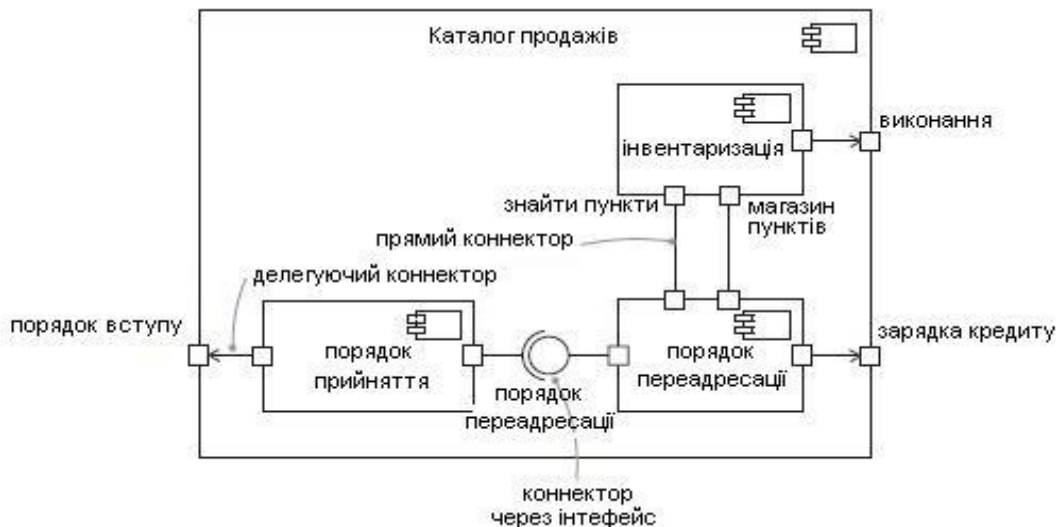 Каталог продажів
виконання
інвентаризація
знайти пункти
магазин
пунктів
прямий коннектор
делегуючий коннектор
порядок вступу
зарядка кредиту
порядок
прийняття
порядок
переадресації
порядок
переадресації
коннектор
через інтефейс